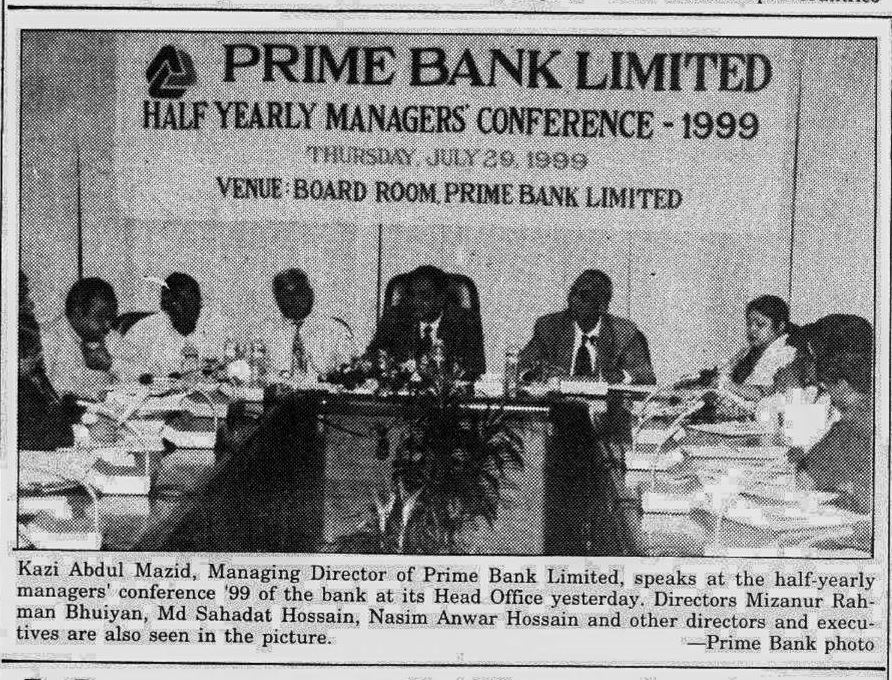 PRIME BANK LIMITED
HALF YEARLY MANAGERS' CONFERENCE - 1999
THURSDAY, JULY 29, 1999
VENUE: BOARD ROOM, PRIME BANK LIMITED
Kazi Abdul Mazid, Managing Director of Prime Bank Limited, speaks at the half-yearly
managers' conference '99 of the bank at its Head Office yesterday. Directors Mizanur Rah-
man Bhuiyan, Md Sahadat Hossain, Nasim Anwar Hossain and other directors and execu-
tives are also seen in the picture. —Prime Bank photo